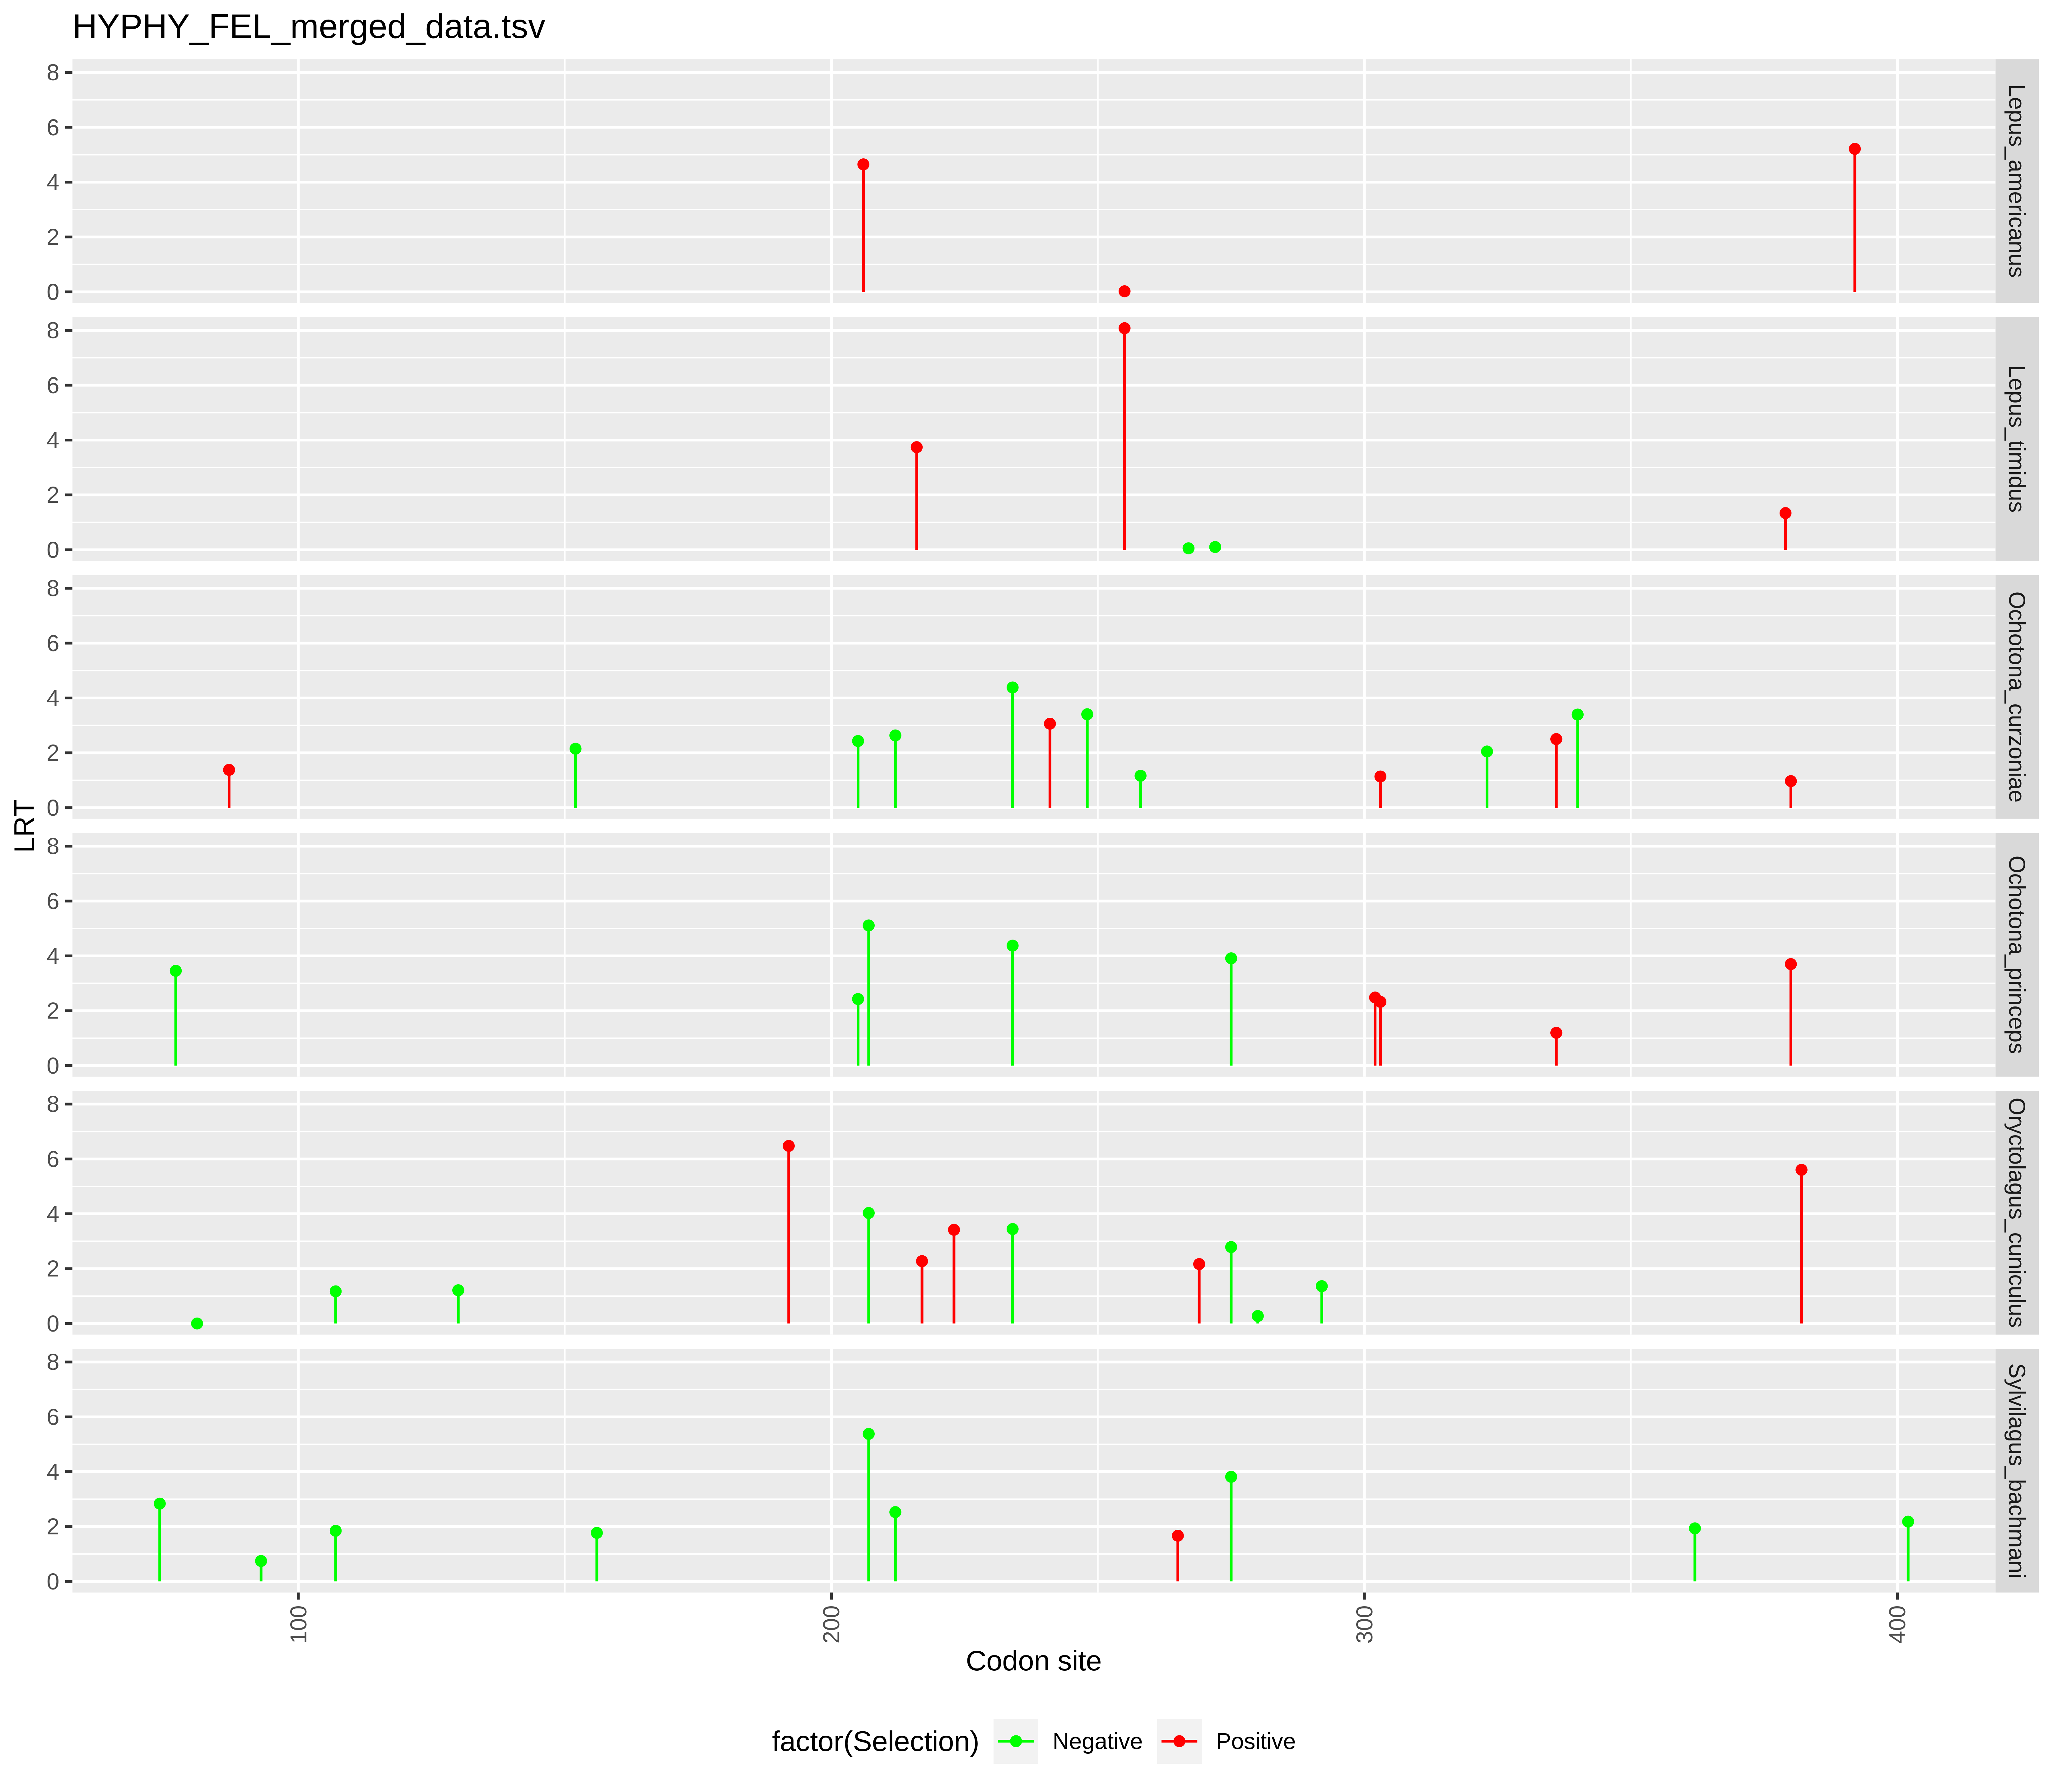 HYPHY_FEL_merged_data.tsv
LRT
8
6
4
2
0
Lepus_americanus
8
6
4
2
0
Lepus_timidus
8
6
4
2
0
Ochotona_curzoniae
8
6
4
2
0
Ochotona_princeps
8
6
4
2
0
Oryctolagus_cuniculus
8
6
4
2
0
Sylvilagus_bachmani
100 200 300 400
Codon site
factor(Selection) Negative Positive